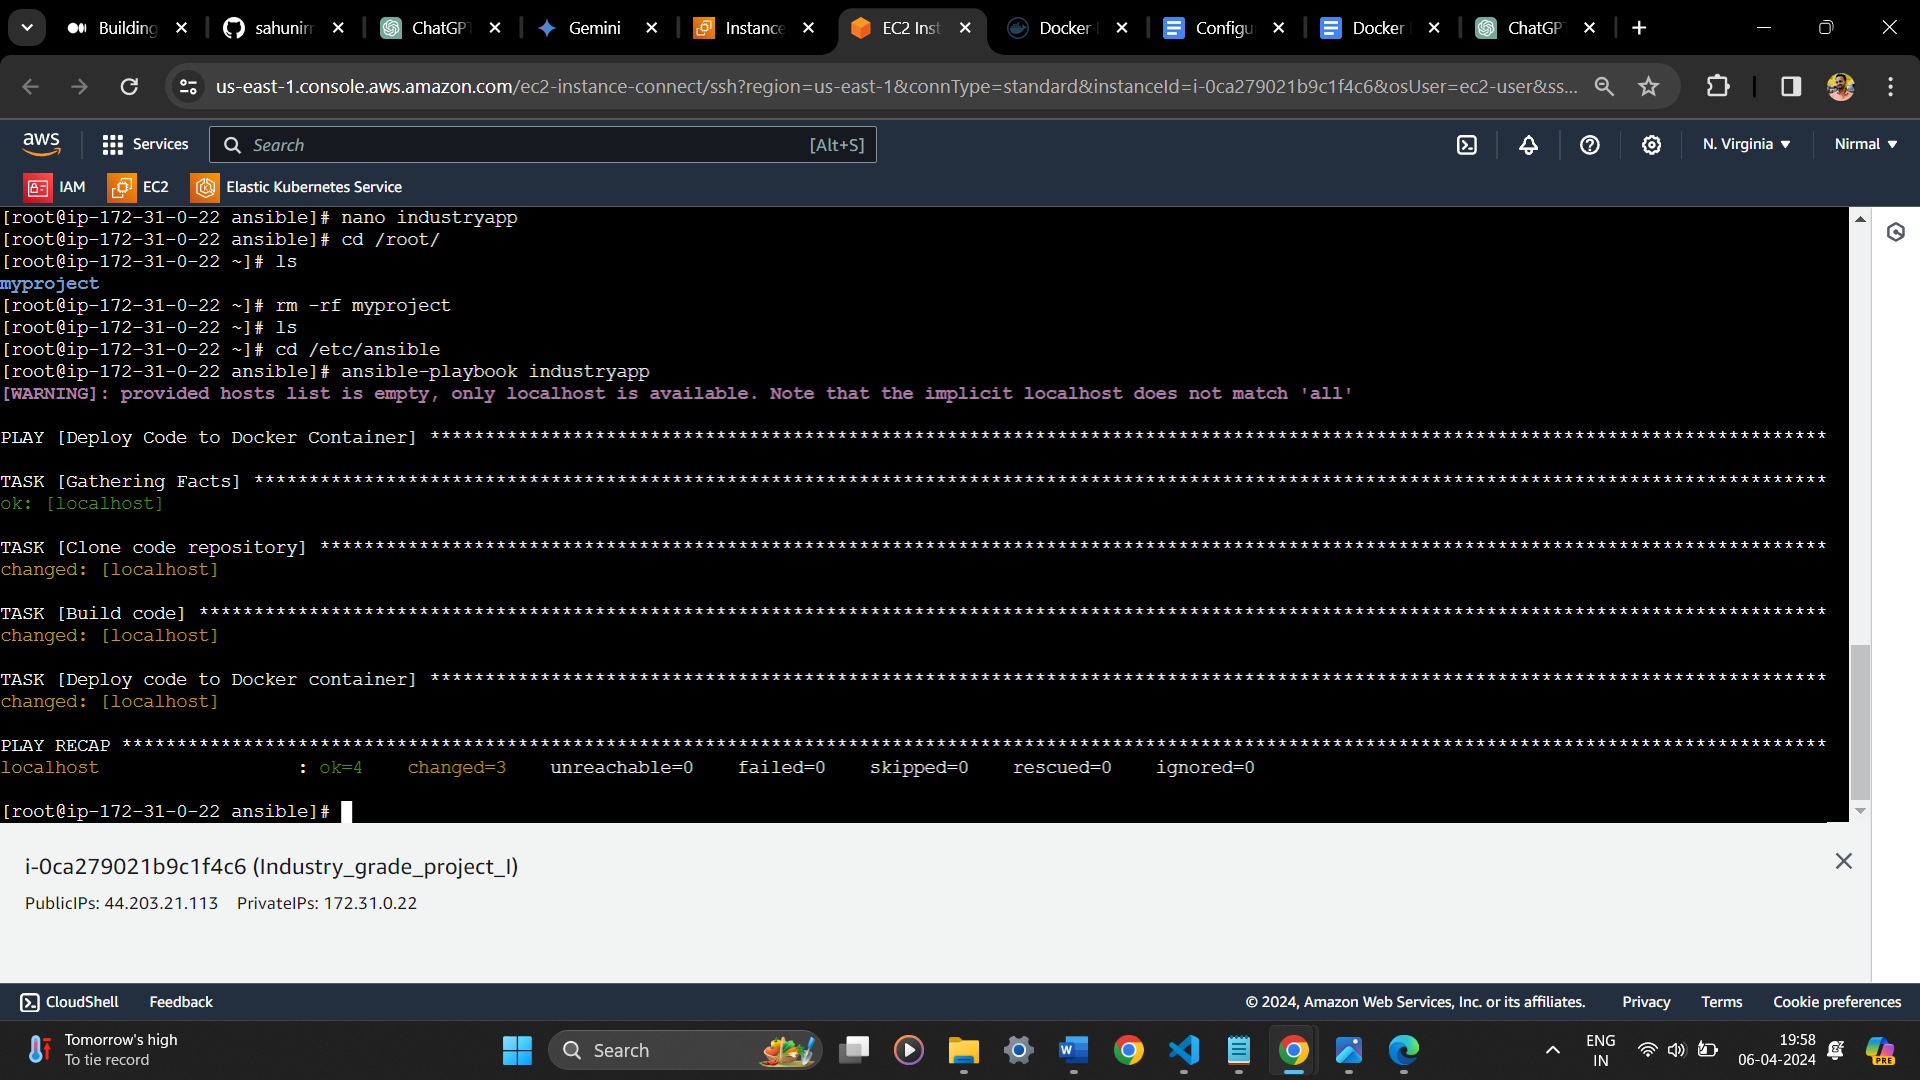 Building
sahunirr
ChatGPT
Gemini
Instance
EC2 Inst
Docker
Configu
Docker
ChatGP
us-east-1.console.aws.amazon.com/ec2-instance-connect/ssh?region=us-east-1&connType=standard&instanceId=i-0ca279021b9c1f4c6&osUser=ec2-user&ss...
aws
Services
Search
[Alt+S]
N. Virginia
Nirmal
IAM
EC2
Elastic Kubernetes Service
[root@ip-172-31-0-22 ansible]# nano industryapp
[root@ip-172-31-0-22 ansible]# cd /root/
[root@ip-172-31-0-22 ~]# ls
myproject
[root@ip-172-31-0-22 ~]# rm -rf myproject
[root@ip-172-31-0-22 ~]# ls
[root@ip-172-31-0-22 ~]# cd /etc/ansible
[root@ip-172-31-0-22 ansible]# ansible-playbook industryapp
[WARNING]: provided hosts list is empty, only localhost is available. Note that the implicit localhost does not match 'all'
PLAY [Deploy Code to Docker Container] *******************************************************************************************************************************
TASK [Gathering Facts] ***********************************************************************************************************************************************
ok: [localhost]
TASK [Clone code repository] *****************************************************************************************************************************************
changed: [localhost]
TASK [Build code] ****************************************************************************************************************************************************
changed: [localhost]
TASK [Deploy code to Docker container] *******************************************************************************************************************************
changed: [localhost]
PLAY RECAP ***********************************************************************************************************************************************************
localhost : ok=4 changed=3 unreachable=0 failed=0 skipped=0 rescued=0 ignored=0
[root@ip-172-31-0-22 ansible]#
i-0ca279021b9c1f4c6 (Industry_grade_project_I)
PublicIPs: 44.203.21.113 PrivateIPs: 172.31.0.22
CloudShell
Feedback
© 2024, Amazon Web Services, Inc. or its affiliates.
Privacy
Terms
Cookie preferences
Tomorrow's high
To tie record
Search
ENG
IN
19:58
06-04-2024
PRE